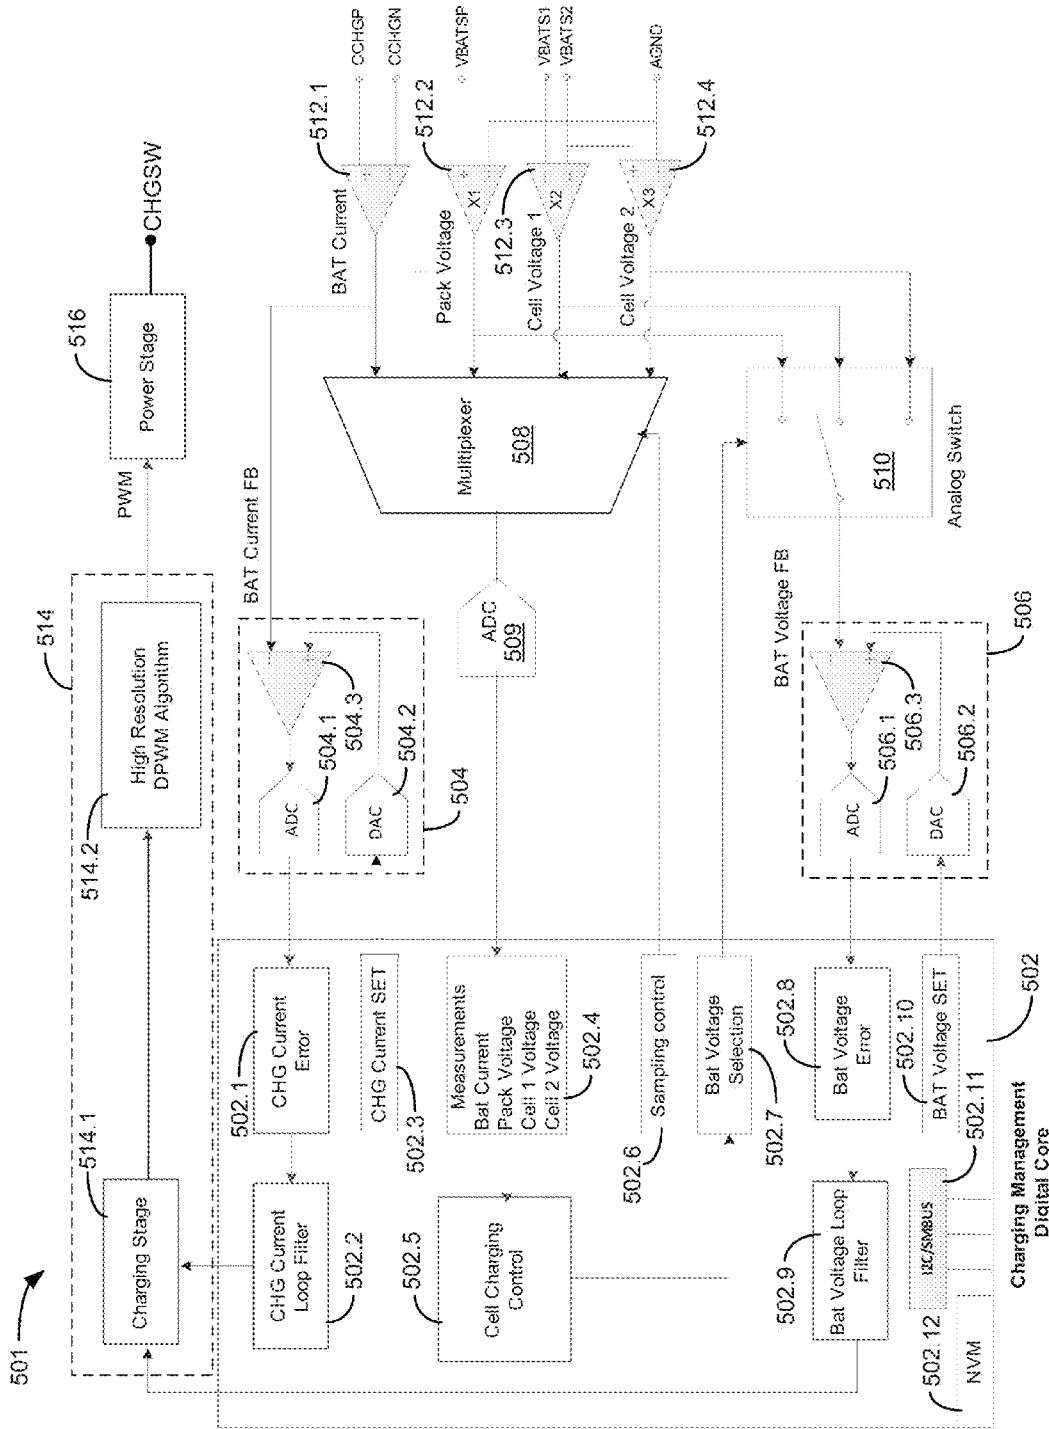 501
514
514.1
Charging Stage
514.2
High Resolution
DPWM Algorithm
PWM
516
Power Stage
CHGSW
502.1
CHG Current
Error
CHG Current
Loop Filter
502.2
CHG Current SET
502.3
504
ADC
504.1
DAC
504.2
504.3
BAT Current FB
BAT Current
512.1
CCHGP
CCHGN
502.5
Cell Charging
Control
Measurements
Bat Current
Pack Voltage
Cell 1 Voltage
Cell 2 Voltage
502.4
ADC
509
Mulitiplexer
508
Pack Voltage
X1
512.2
VBATSP
512.3
Cell Voltage 1
X2
VBATS1
VBATS2
Cell Voltage 2
X3
512.4
AGND
502.6
Sampling control
Bat Voltage
Selection
502.7
510
Analog Switch
BAT Voltage FB
502.9
Bat Voltage Loop
Filter
502.8
Bat Voltage
Error
502.10
BAT Voltage SET
506
ADC
506.1
DAC
506.2
506.3
502.11
I2C/SMBUS
502.12
NVM
502
Charging Management
Digital Core